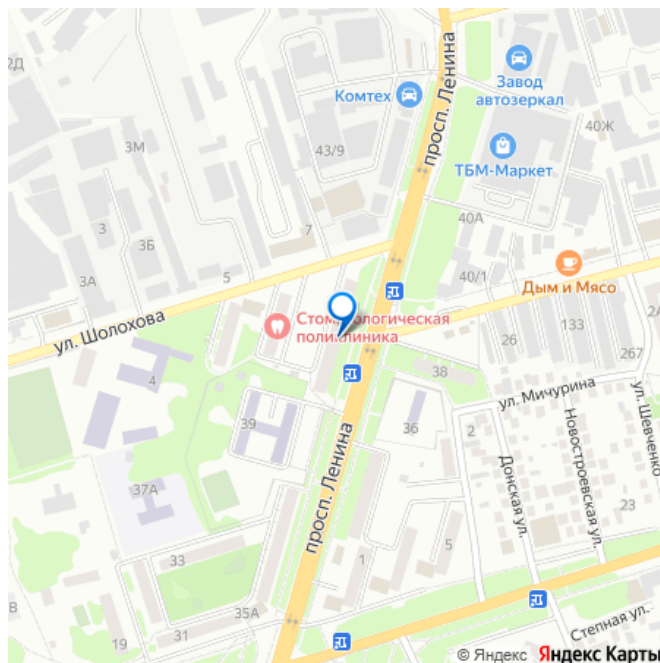 2Д
просп. Ленина
Завод
автозеркал
Комтех
40Ж
3М
43/9
ТБМ-Маркет
3
3Б
7
40А
3А
5
40/1
Дым и Мясо
ул. Шолохова
Стоматологическая
поликлиника
26
133
267
2А
4
38
ул. Мичурина
ул. Шевченко
39
36
2
Донская ул.
Новостроевская ул.
просп. Ленина
37А
23
33
1
5
В
19
31
35А
Степная ул.
© Яндекс Яндекс Карты